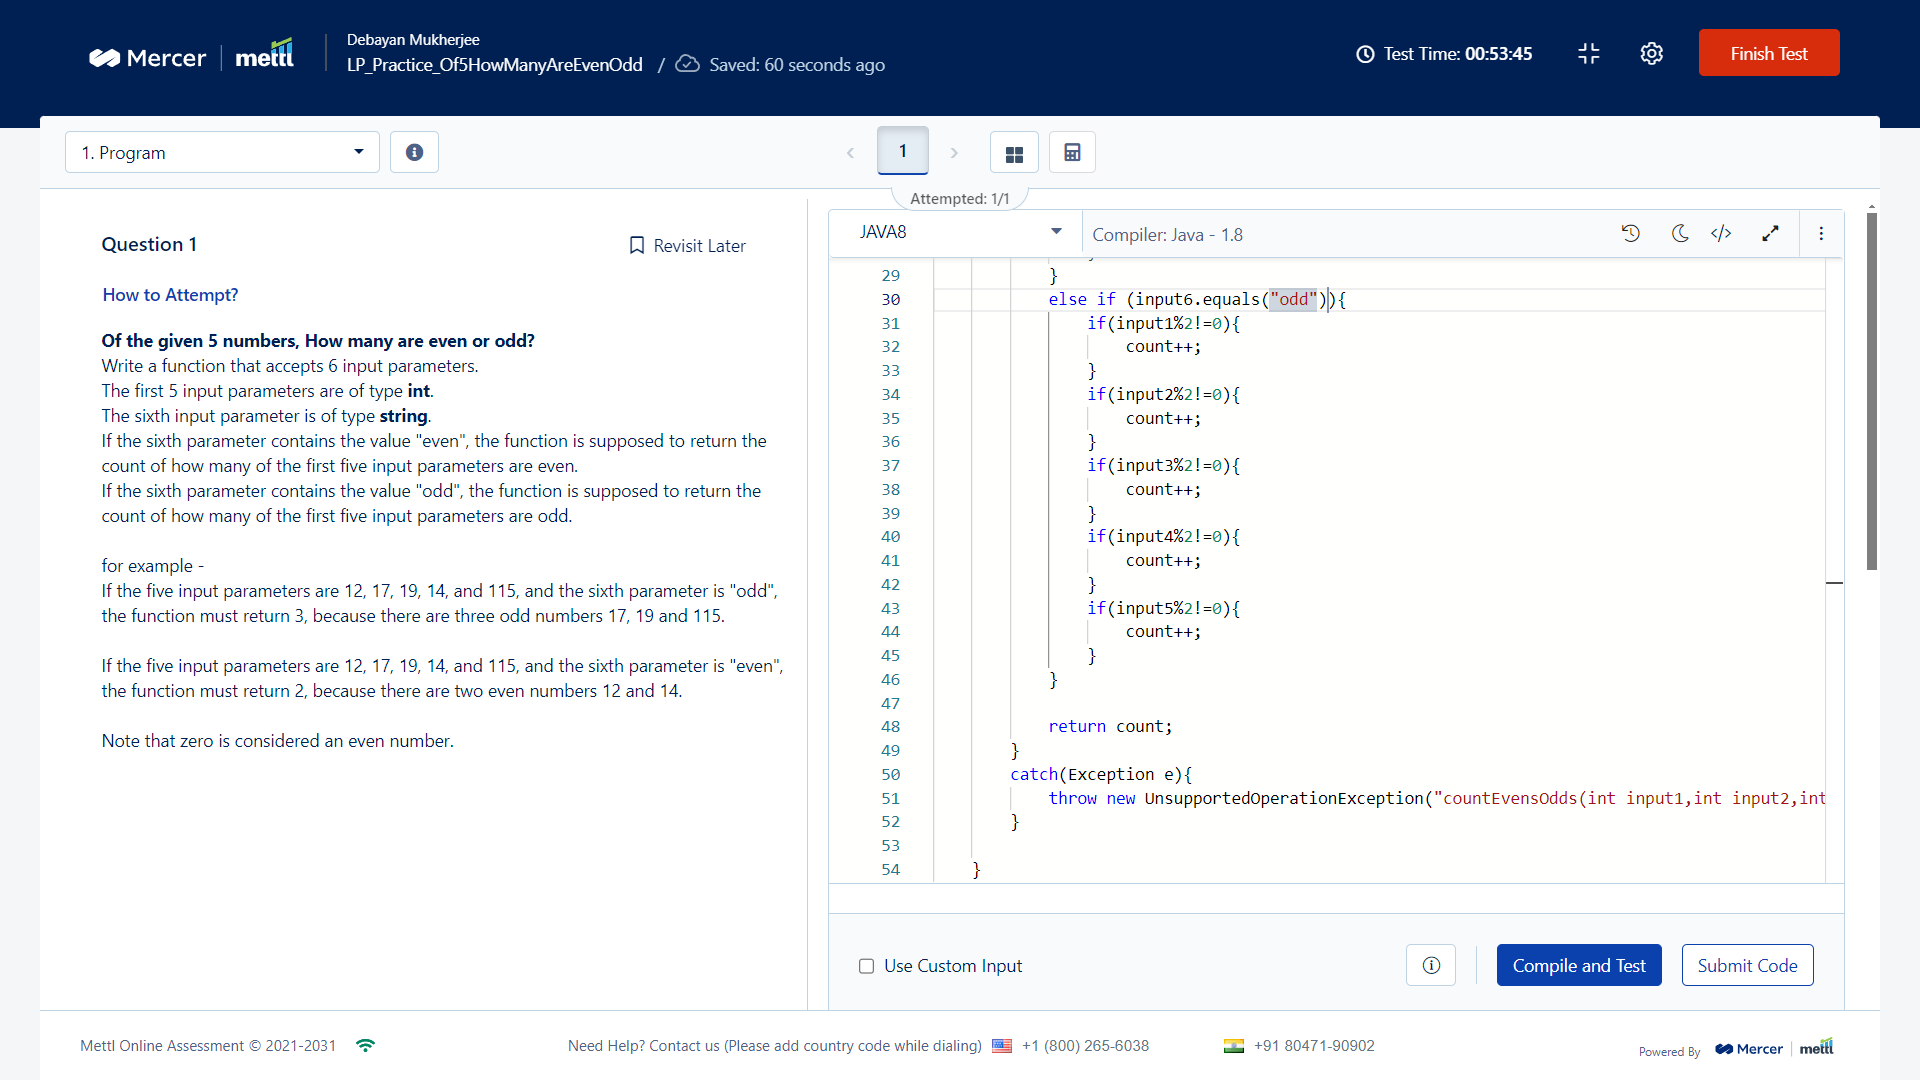 Mercer | mettl
Debayan Mukherjee
LP_Practice_Of5HowManyAreEvenOdd / Saved: 60 seconds ago
Test Time: 00:53:45
Finish Test
1. Program
1
Attempted: 1/1
Question 1
Revisit Later
How to Attempt?
Of the given 5 numbers, How many are even or odd?
Write a function that accepts 6 input parameters.
The first 5 input parameters are of type int.
The sixth input parameter is of type string.
If the sixth parameter contains the value "even", the function is supposed to return the
count of how many of the first five input parameters are even.
If the sixth parameter contains the value "odd", the function is supposed to return the
count of how many of the first five input parameters are odd.
for example -
If the five input parameters are 12, 17, 19, 14, and 115, and the sixth parameter is "odd",
the function must return 3, because there are three odd numbers 17, 19 and 115.
If the five input parameters are 12, 17, 19, 14, and 115, and the sixth parameter is "even",
the function must return 2, because there are two even numbers 12 and 14.
Note that zero is considered an even number.
JAVA8
Compiler: Java - 1.8
29 }
30 else if (input6.equals("odd")){
31 if(input1%2!=0){
32 count++;
33 }
34 if(input2%2!=0){
35 count++;
36 }
37 if(input3%2!=0){
38 count++;
39 }
40 if(input4%2!=0){
41 count++;
42 }
43 if(input5%2!=0){
44 count++;
45 }
46 }
47
48 return count;
49 }
50 catch(Exception e){
51 throw new UnsupportedOperationException("countEvensOdds(int input1,int input2,int
52 }
53
54 }
Use Custom Input
Compile and Test
Submit Code
Mettl Online Assessment © 2021-2031
Need Help? Contact us (Please add country code while dialing) +1 (800) 265-6038
+91 80471-90902
Powered By Mercer | mettl